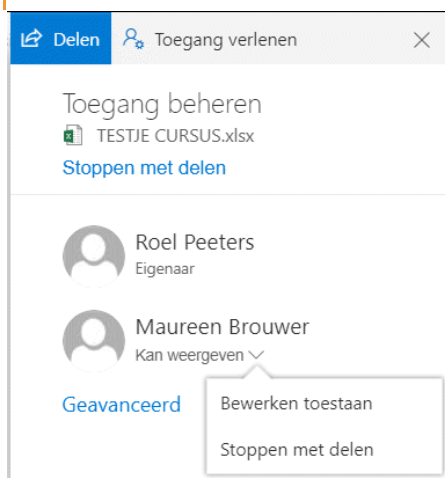 Delen Toegang verlenen
Toegang beheren
TESTJE CURSUS.xlsx
Stoppen met delen
Roel Peeters
Eigenaar
Maureen Brouwer
Kan weergeven
Geavanceerd
Bewerken toestaan
Stoppen met delen